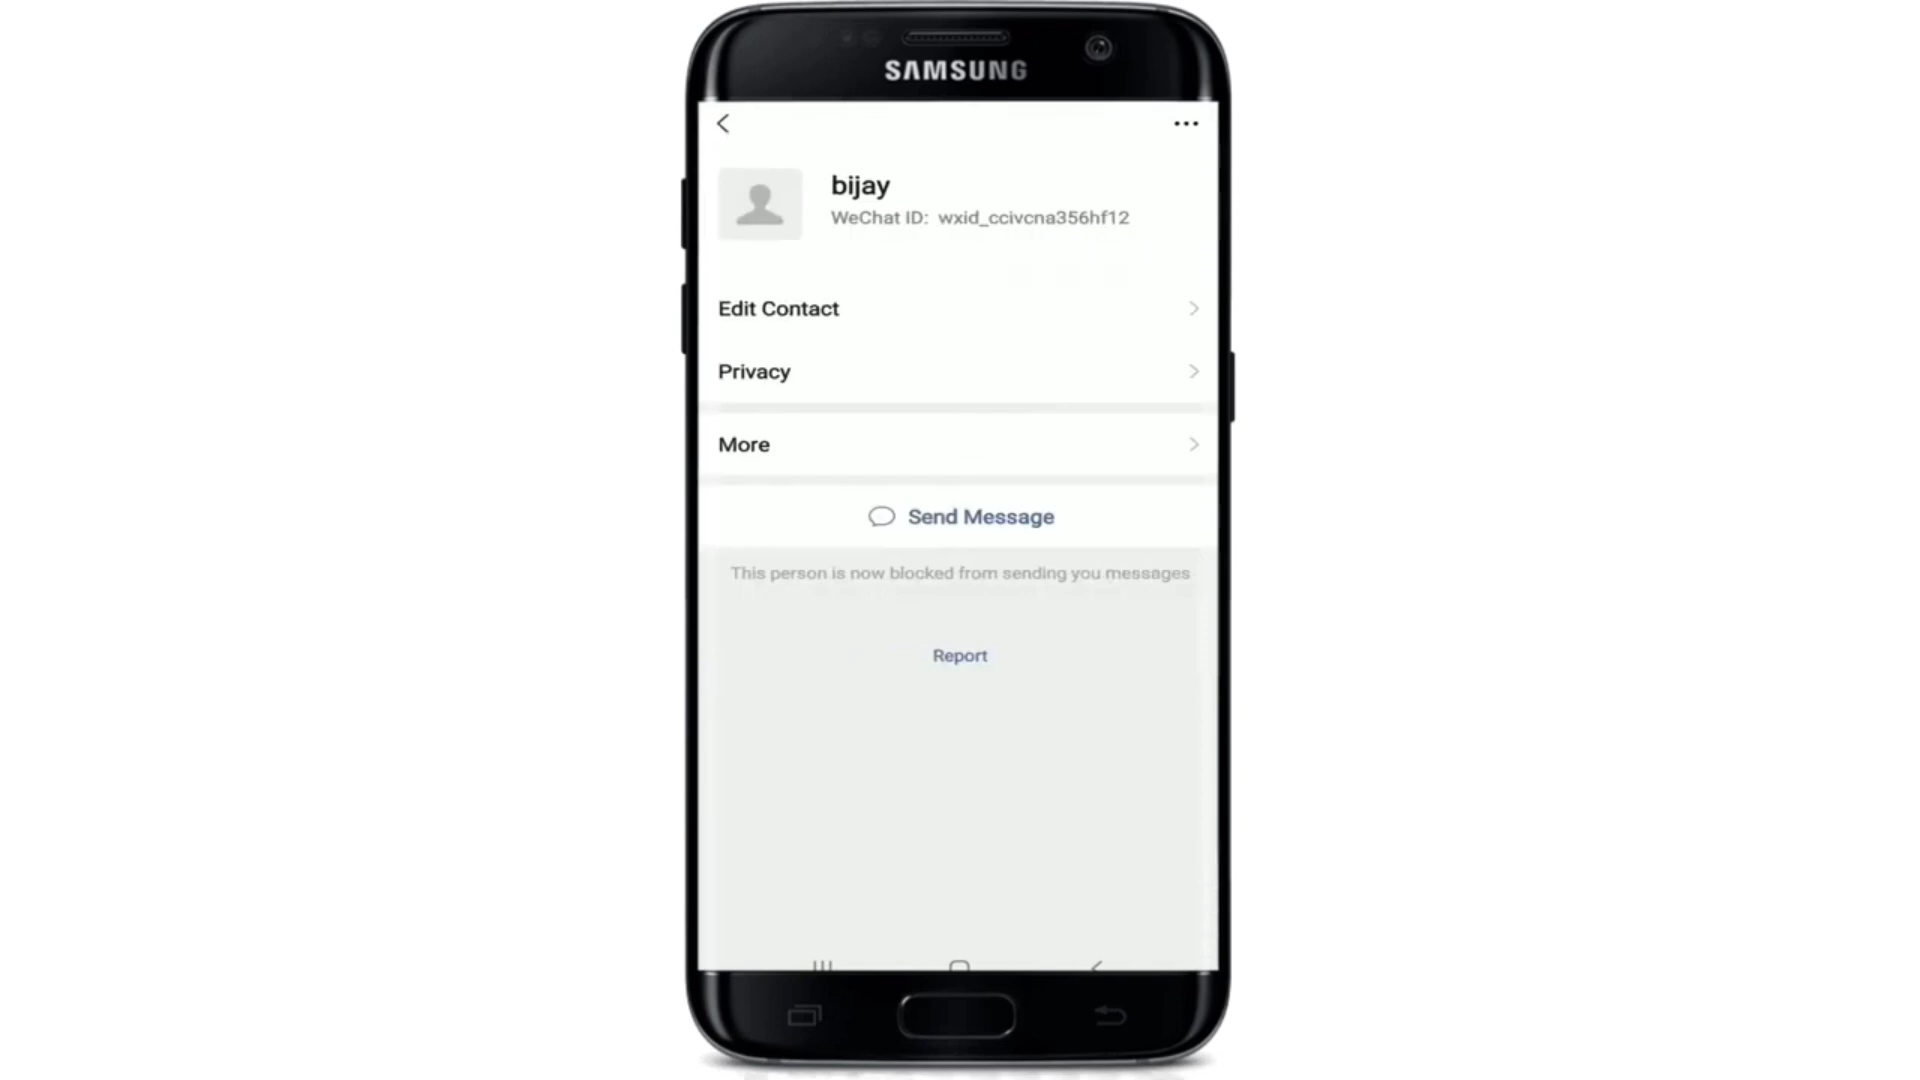 SAMSUNG
bijay
WeChat ID: wxid_ccivcna356hf12
Edit Contact
Privacy
More
Send Message
This person is now blocked from sending you messages
Report